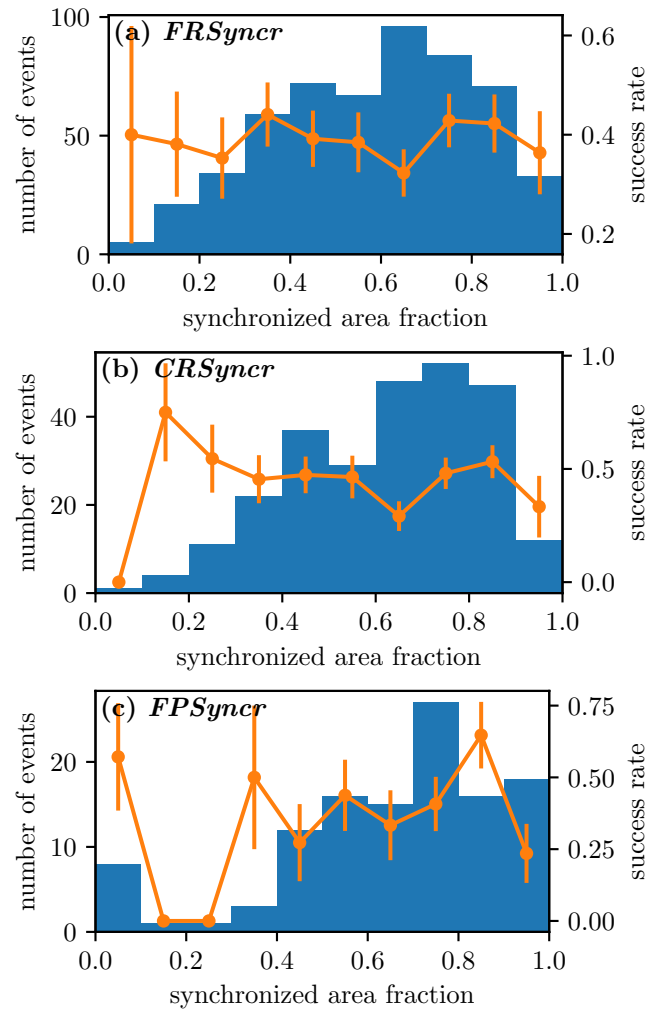 (a) FRSyncr
number of events
100
50
0
success rate
0.6
0.4
0.2
0.0 0.2 0.4 0.6 0.8 1.0
synchronized area fraction
(b) CRSyncr
number of events
40
20
0
success rate
1.0
0.5
0.0
0.0 0.2 0.4 0.6 0.8 1.0
synchronized area fraction
(c) FPSyncr
number of events
20
10
0
success rate
0.75
0.50
0.25
0.00
0.0 0.2 0.4 0.6 0.8 1.0
synchronized area fraction